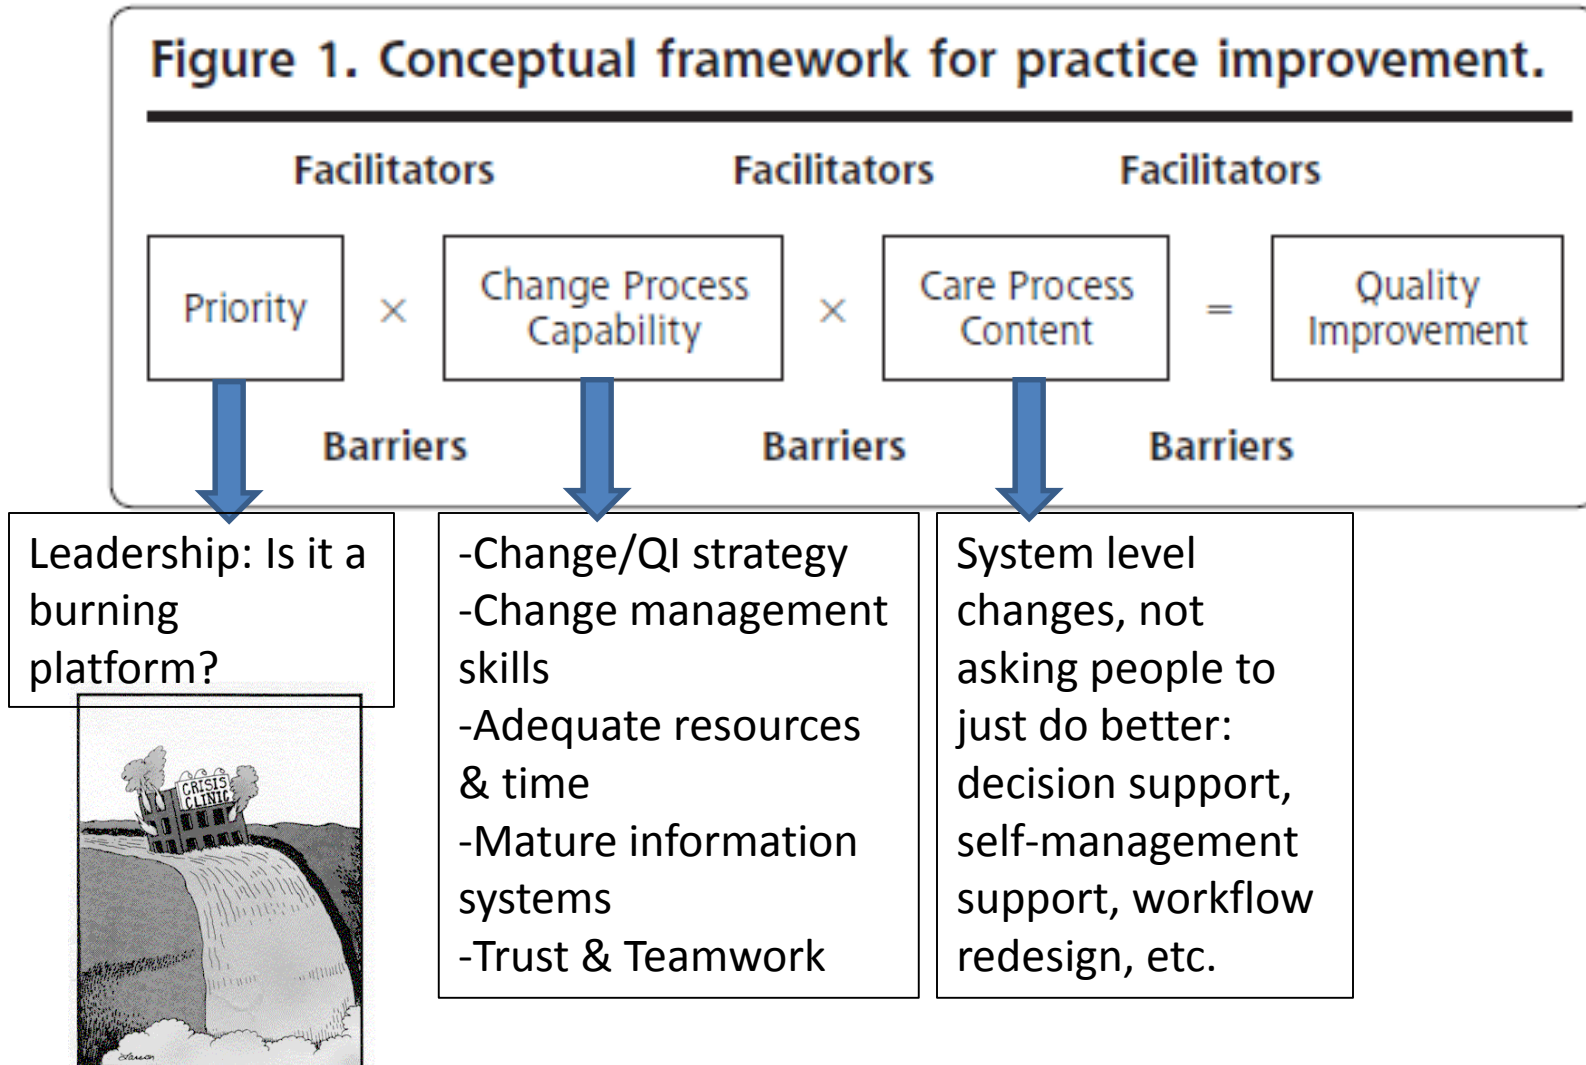 Figure 1. Conceptual framework for practice improvement.
Facilitators Facilitators Facilitators
Priority × Change Process Capability × Care Process Content = Quality Improvement
Barriers Barriers Barriers
Leadership: Is it a
burning
platform?
CRISIS
CLINIC
Larson
-Change/QI strategy
-Change management
skills
-Adequate resources
& time
-Mature information
systems
-Trust & Teamwork
System level
changes, not
asking people to
just do better:
decision support,
self-management
support, workflow
redesign, etc.